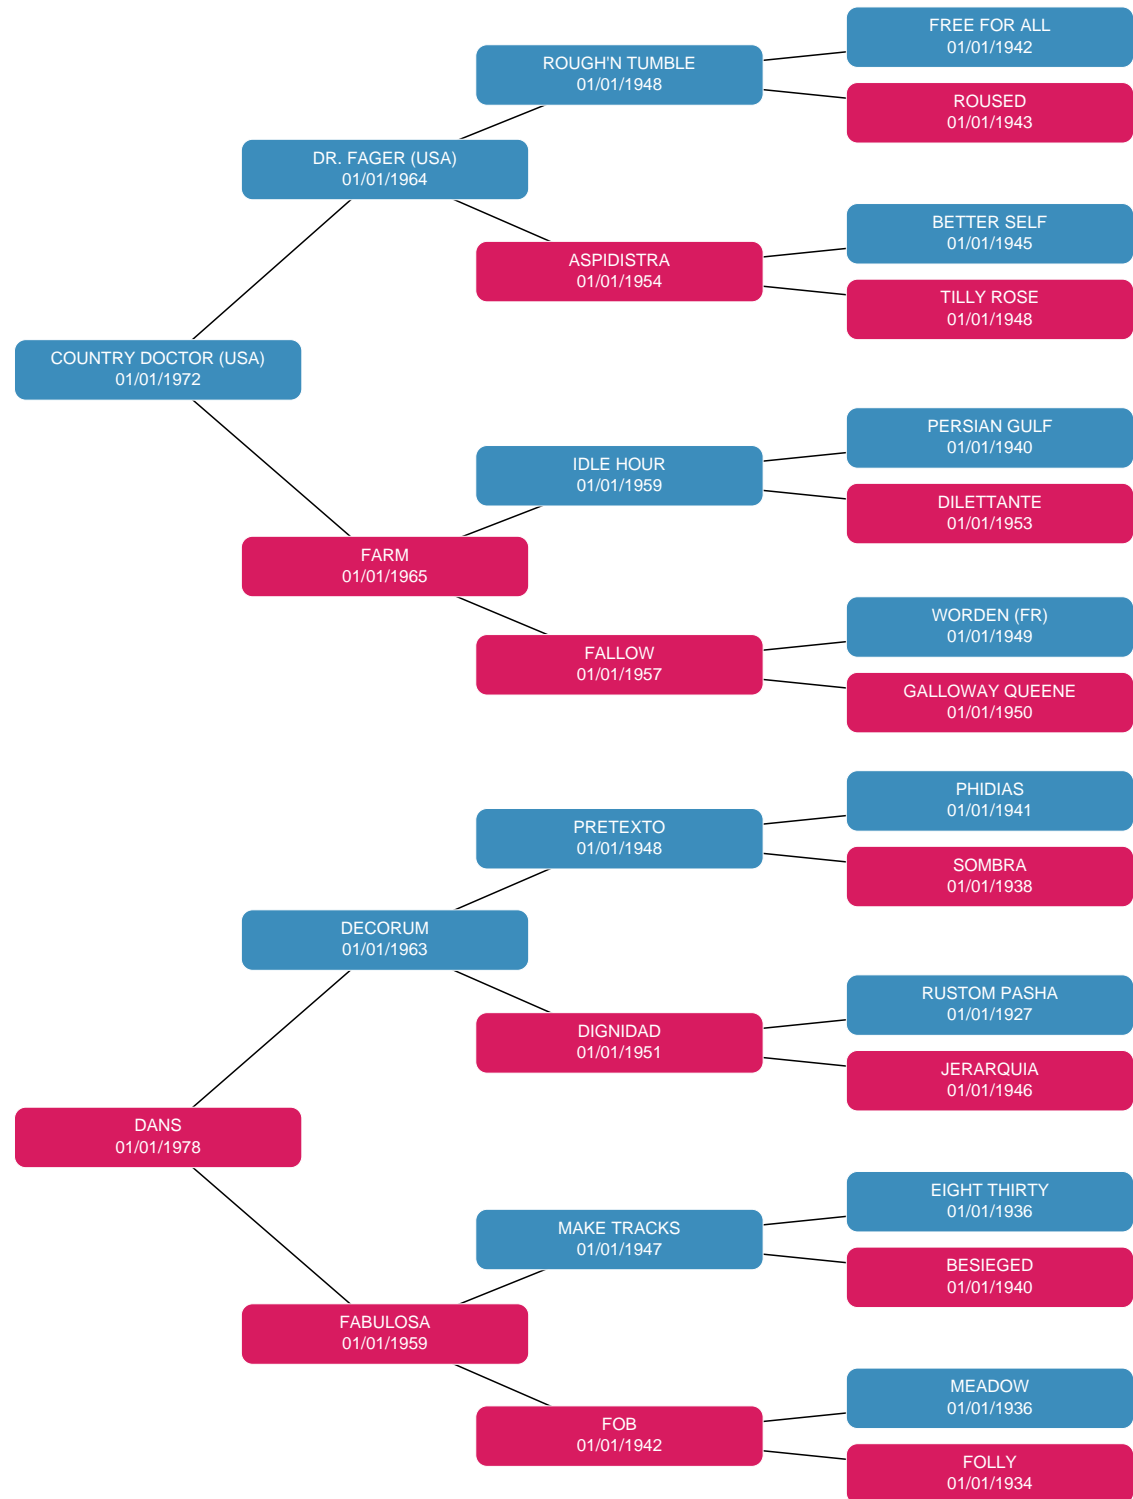 FREE FOR ALL
01/01/1942
ROUGH'N TUMBLE
01/01/1948
ROUSED
01/01/1943
DR. FAGER (USA)
01/01/1964
BETTER SELF
01/01/1945
ASPIDISTRA
01/01/1954
TILLY ROSE
01/01/1948
COUNTRY DOCTOR (USA)
01/01/1972
PERSIAN GULF
01/01/1940
IDLE HOUR
01/01/1959
DILETTANTE
01/01/1953
FARM
01/01/1965
WORDEN (FR)
01/01/1949
FALLOW
01/01/1957
GALLOWAY QUEENE
01/01/1950
PHIDIAS
01/01/1941
PRETEXTO
01/01/1948
SOMBRA
01/01/1938
DECORUM
01/01/1963
RUSTOM PASHA
01/01/1927
DIGNIDAD
01/01/1951
JERARQUIA
01/01/1946
DANS
01/01/1978
EIGHT THIRTY
01/01/1936
MAKE TRACKS
01/01/1947
BESIEGED
01/01/1940
FABULOSA
01/01/1959
MEADOW
01/01/1936
FOB
01/01/1942
FOLLY
01/01/1934